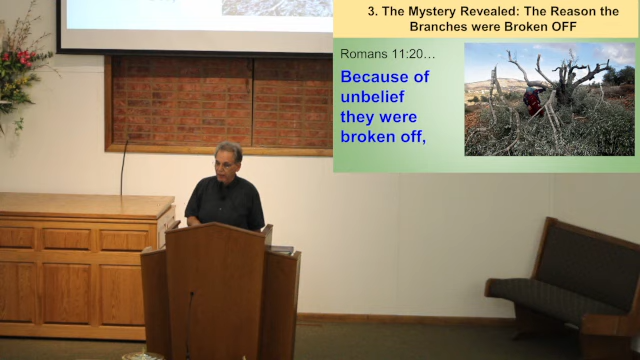 3. The Mystery Revealed: The Reason the
Branches were Broken OFF
Romans 11:20…
Because of
unbelief
they were
broken off,